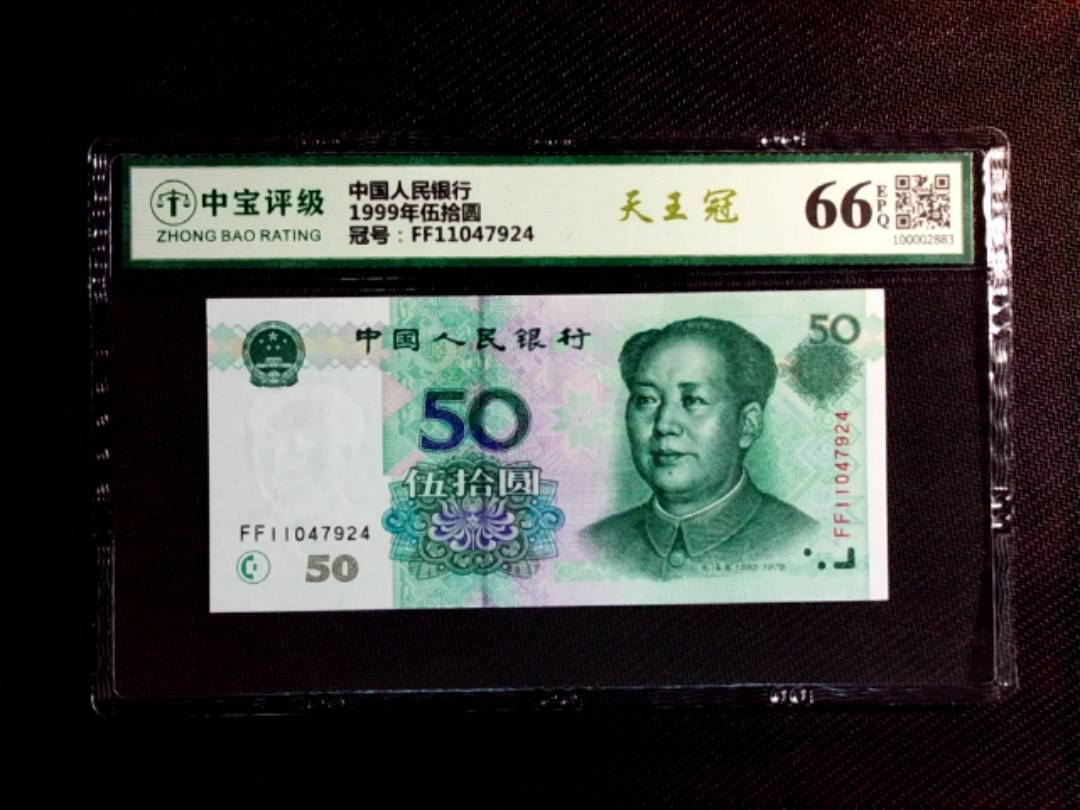 中宝评级
ZHONG BAO RATING
中国人民银行
1999年伍拾圆
冠号：FF11047924
天王冠
66
EPQ
100002883
中国人民银行
50
50
伍拾圆
FF11047924
50
FF11047924